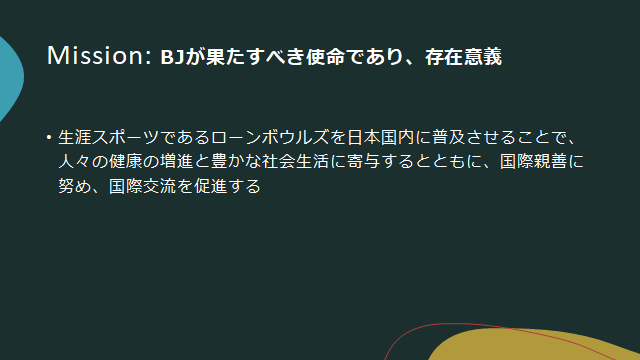 Mission: BJが果たすべき使命であり、存在意義
• 生涯スポーツであるローンボウルズを日本国内に普及させることで、
人々の健康の増進と豊かな社会生活に寄与するとともに、国際親善に
努め、国際交流を促進する